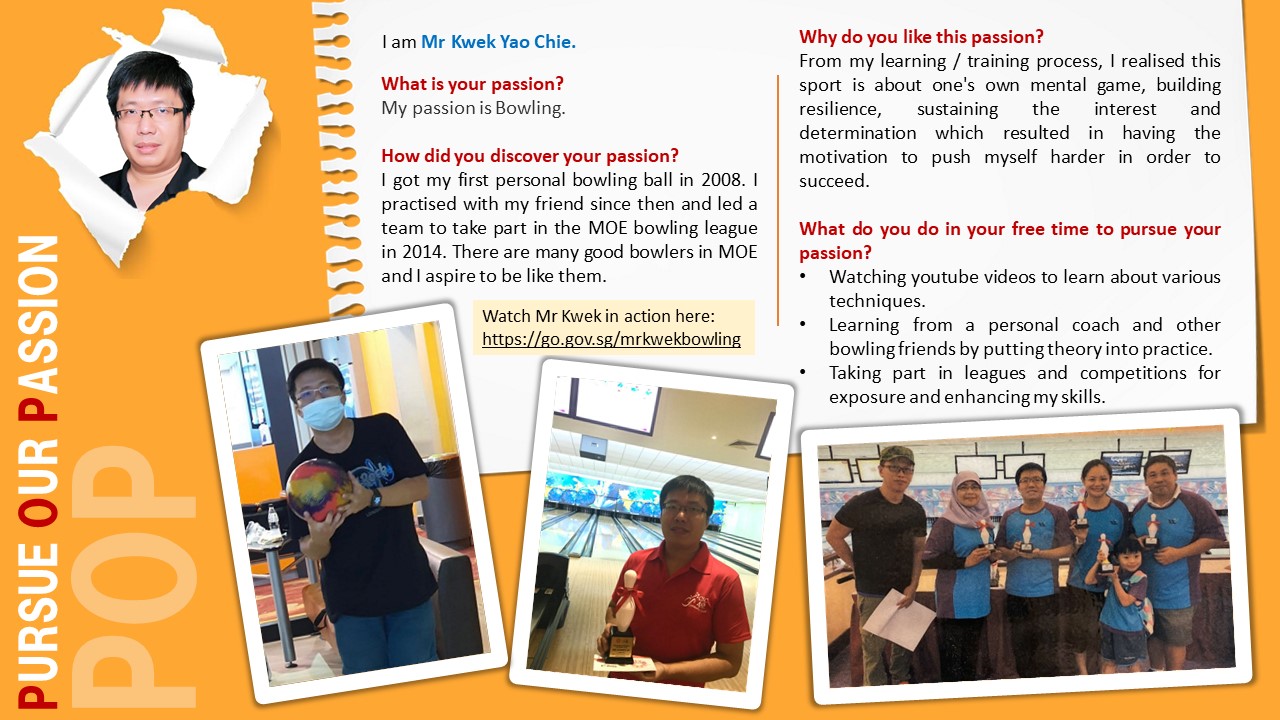 PURSUE OUR PASSION
POP
I am Mr Kwek Yao Chie.
What is your passion?
My passion is Bowling.
How did you discover your passion?
I got my first personal bowling ball in 2008. I
practised with my friend since then and led a
team to take part in the MOE bowling league
in 2014. There are many good bowlers in MOE
and I aspire to be like them.
Watch Mr Kwek in action here:
https://go.gov.sg/mrkwekbowling
Why do you like this passion?
From my learning / training process, I realised this
sport is about one's own mental game, building
resilience, sustaining the interest and
determination which resulted in having the
motivation to push myself harder in order to
succeed.
What do you do in your free time to pursue your
passion?
• Watching youtube videos to learn about various
techniques.
• Learning from a personal coach and other
bowling friends by putting theory into practice.
• Taking part in leagues and competitions for
exposure and enhancing my skills.